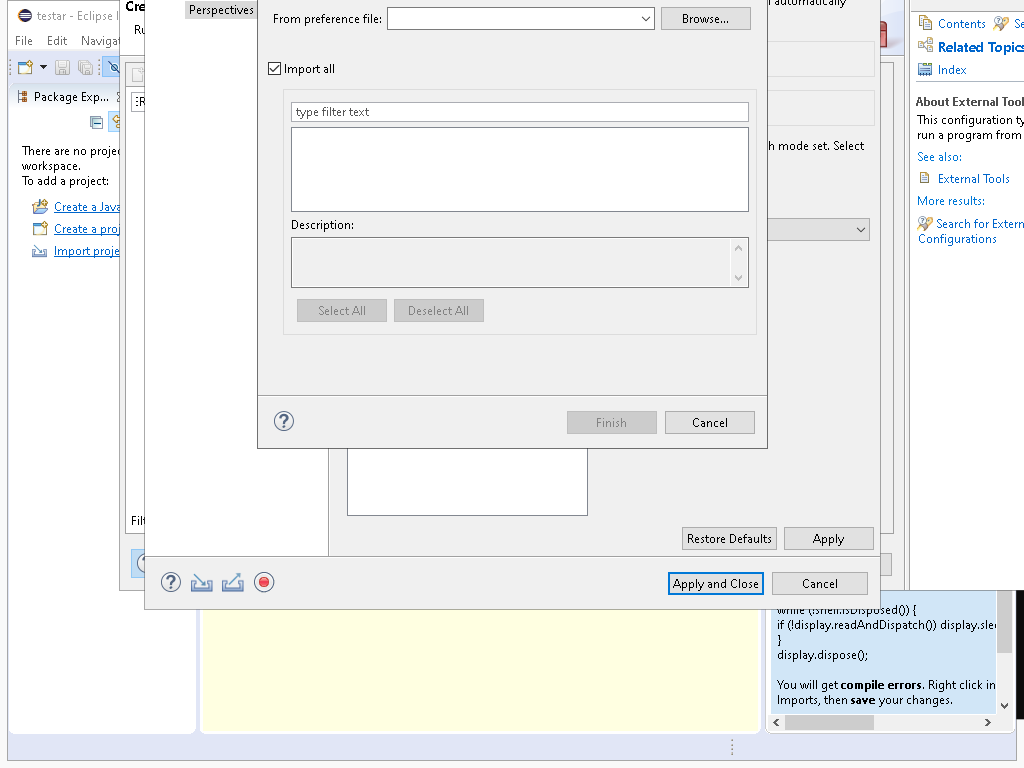 testar - Eclipse I
File Edit Navigat
Package Exp...
There are no proje
workspace.
To add a project:
Create a Java
Create a proj
Import proje
Cre
Ru
Filt
Perspectives
From preference file:
Browse...
Import all
type filter text
Description:
Select All
Deselect All
Finish
Cancel
automatically
h mode set. Select
Restore Defaults
Apply
Apply and Close
Cancel
Contents
Se
Related Topics
Index
About External Tool
This configuration ty
run a program from
See also:
External Tools
More results:
Search for Extern
Configurations
while (!shell.isDisposed()) {
if (!display.readAndDispatch()) display.slee
}
display.dispose();
You will get compile errors. Right click in
Imports, then save your changes.